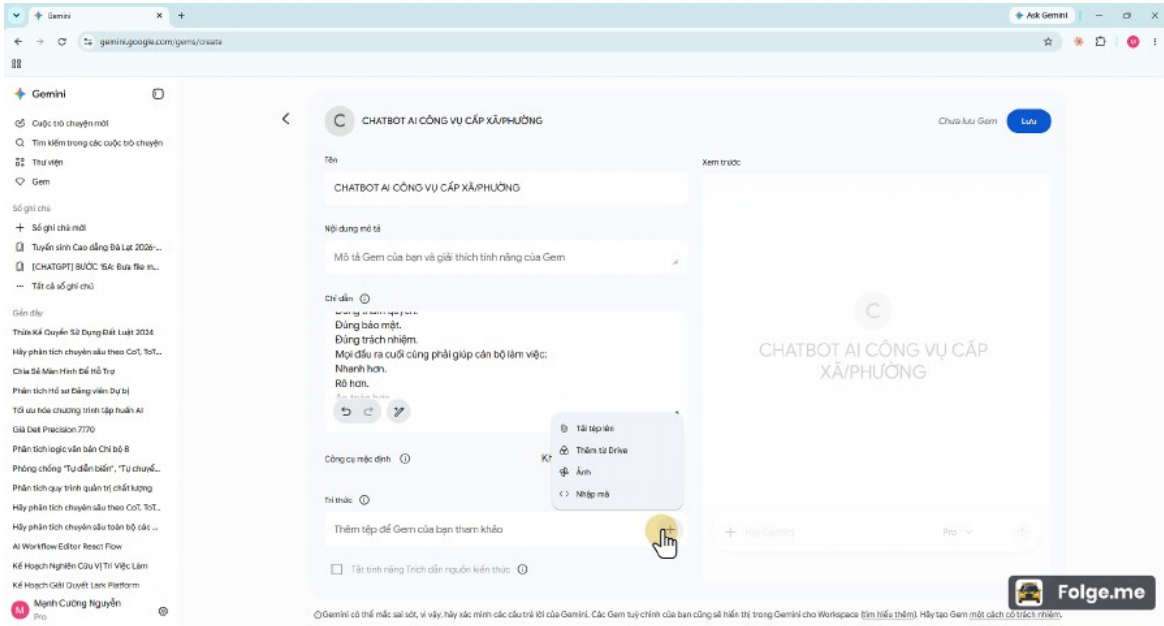 Gemini
Ask Gemini
gemini.google.com/gems/create
Gemini
Cuộc trò chuyện mới
Tìm kiếm trong các cuộc trò chuyện
Thư viện
Gem
Sổ ghi chú
Sổ ghi chú mới
Tuyển sinh Cao đẳng Đà Lạt 2026-...
[CHATGPT] BƯỚC 15A: Đưa file m...
Tất cả sổ ghi chú
Gần đây
Thừa Kế Quyền Sử Dụng Đất Luật 2024
Hãy phân tích chuyên sâu theo CoT, ToT...
Chia Sẻ Màn Hình Để Hỗ Trợ
Phân tích Hồ sơ Đảng viên Dự bị
Tối ưu hóa chương trình tập huấn AI
Giá Dell Precision 7770
Phân tích logic văn bản Chi bộ 8
Phòng chống "Tự diễn biến", "Tự chuyể...
Phân tích quy trình quản trị chất lượng
Hãy phân tích chuyên sâu theo CoT, ToT...
Hãy phân tích chuyên sâu toàn bộ các ...
AI Workflow Editor React Flow
Kế Hoạch Nghiên Cứu Vị Trí Việc Làm
Kế Hoạch Giải Quyết Lark Platform
M
Mạnh Cường Nguyễn
Pro
C
CHATBOT AI CÔNG VỤ CẤP XÃ/PHƯỜNG
Chưa lưu Gem
Lưu
Tên
CHATBOT AI CÔNG VỤ CẤP XÃ/PHƯỜNG
Nội dung mô tả
Mô tả Gem của bạn và giải thích tính năng của Gem
Chỉ dẫn
Đúng thẩm quyền.
Đúng bảo mật.
Đúng trách nhiệm.
Mọi đầu ra cuối cùng phải giúp cán bộ làm việc:
Nhanh hơn.
Rõ hơn.
An toàn hơn.
Tải tệp lên
Thêm từ Drive
Ảnh
Nhập mã
Công cụ mặc định
Kh
Tri thức
Thêm tệp để Gem của bạn tham khảo
Tắt tính năng Trích dẫn nguồn kiến thức
Xem trước
C
CHATBOT AI CÔNG VỤ CẤP
XÃ/PHƯỜNG
Hỏi Gemini
Pro
Folge.me
Gemini có thể mắc sai sót, vì vậy, hãy xác minh các câu trả lời của Gemini. Các Gem tuỳ chỉnh của bạn cũng sẽ hiển thị trong Gemini cho Workspace (tìm hiểu thêm). Hãy tạo Gem một cách có trách nhiệm.